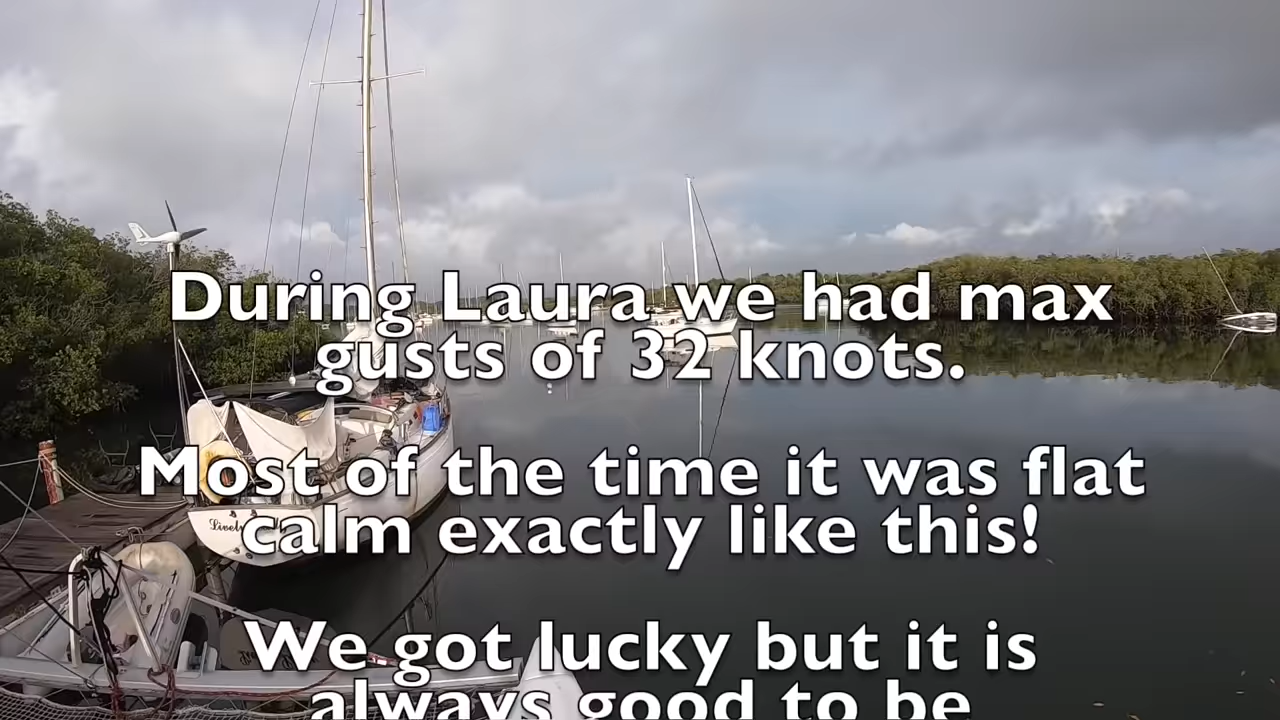 During Laura we had max
gusts of 32 knots.
Most of the time it was flat
calm exactly like this!
We got lucky but it is
always good to be